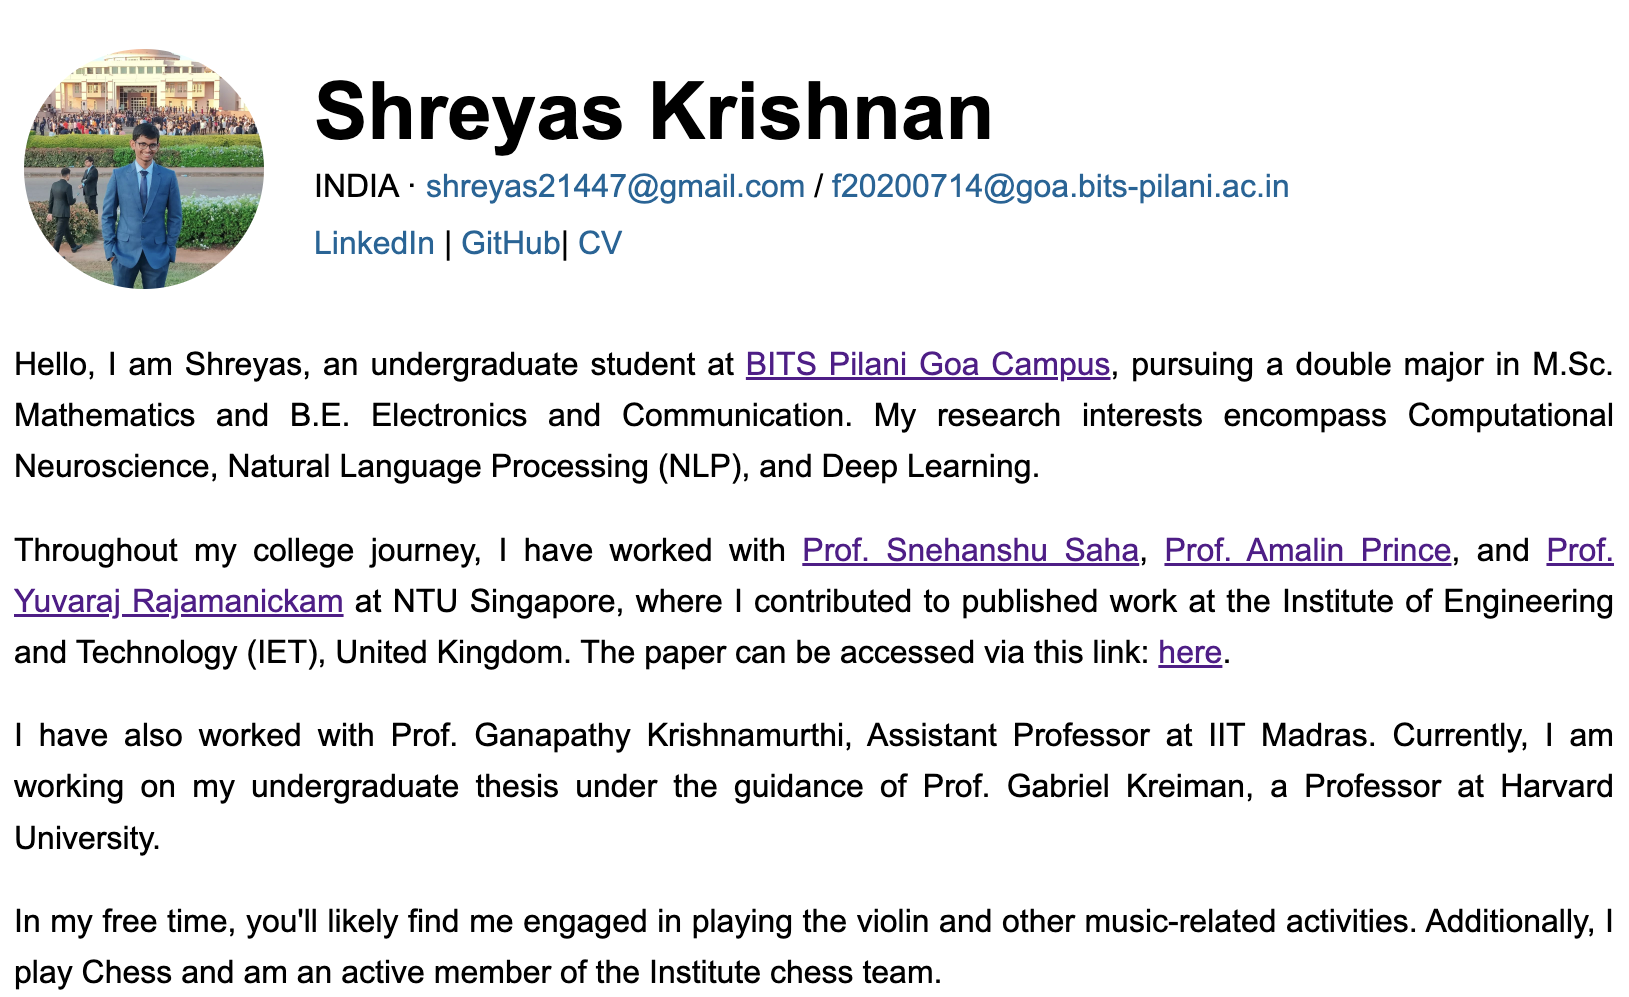 Shreyas Krishnan
INDIA · shreyas21447@gmail.com / f20200714@goa.bits-pilani.ac.in
LinkedIn | GitHub| CV
Hello, I am Shreyas, an undergraduate student at BITS Pilani Goa Campus, pursuing a double major in M.Sc.
Mathematics and B.E. Electronics and Communication. My research interests encompass Computational
Neuroscience, Natural Language Processing (NLP), and Deep Learning.
Throughout my college journey, I have worked with Prof. Snehanshu Saha, Prof. Amalin Prince, and Prof.
Yuvaraj Rajamanickam at NTU Singapore, where I contributed to published work at the Institute of Engineering
and Technology (IET), United Kingdom. The paper can be accessed via this link: here.
I have also worked with Prof. Ganapathy Krishnamurthi, Assistant Professor at IIT Madras. Currently, I am
working on my undergraduate thesis under the guidance of Prof. Gabriel Kreiman, a Professor at Harvard
University.
In my free time, you'll likely find me engaged in playing the violin and other music-related activities. Additionally, I
play Chess and am an active member of the Institute chess team.